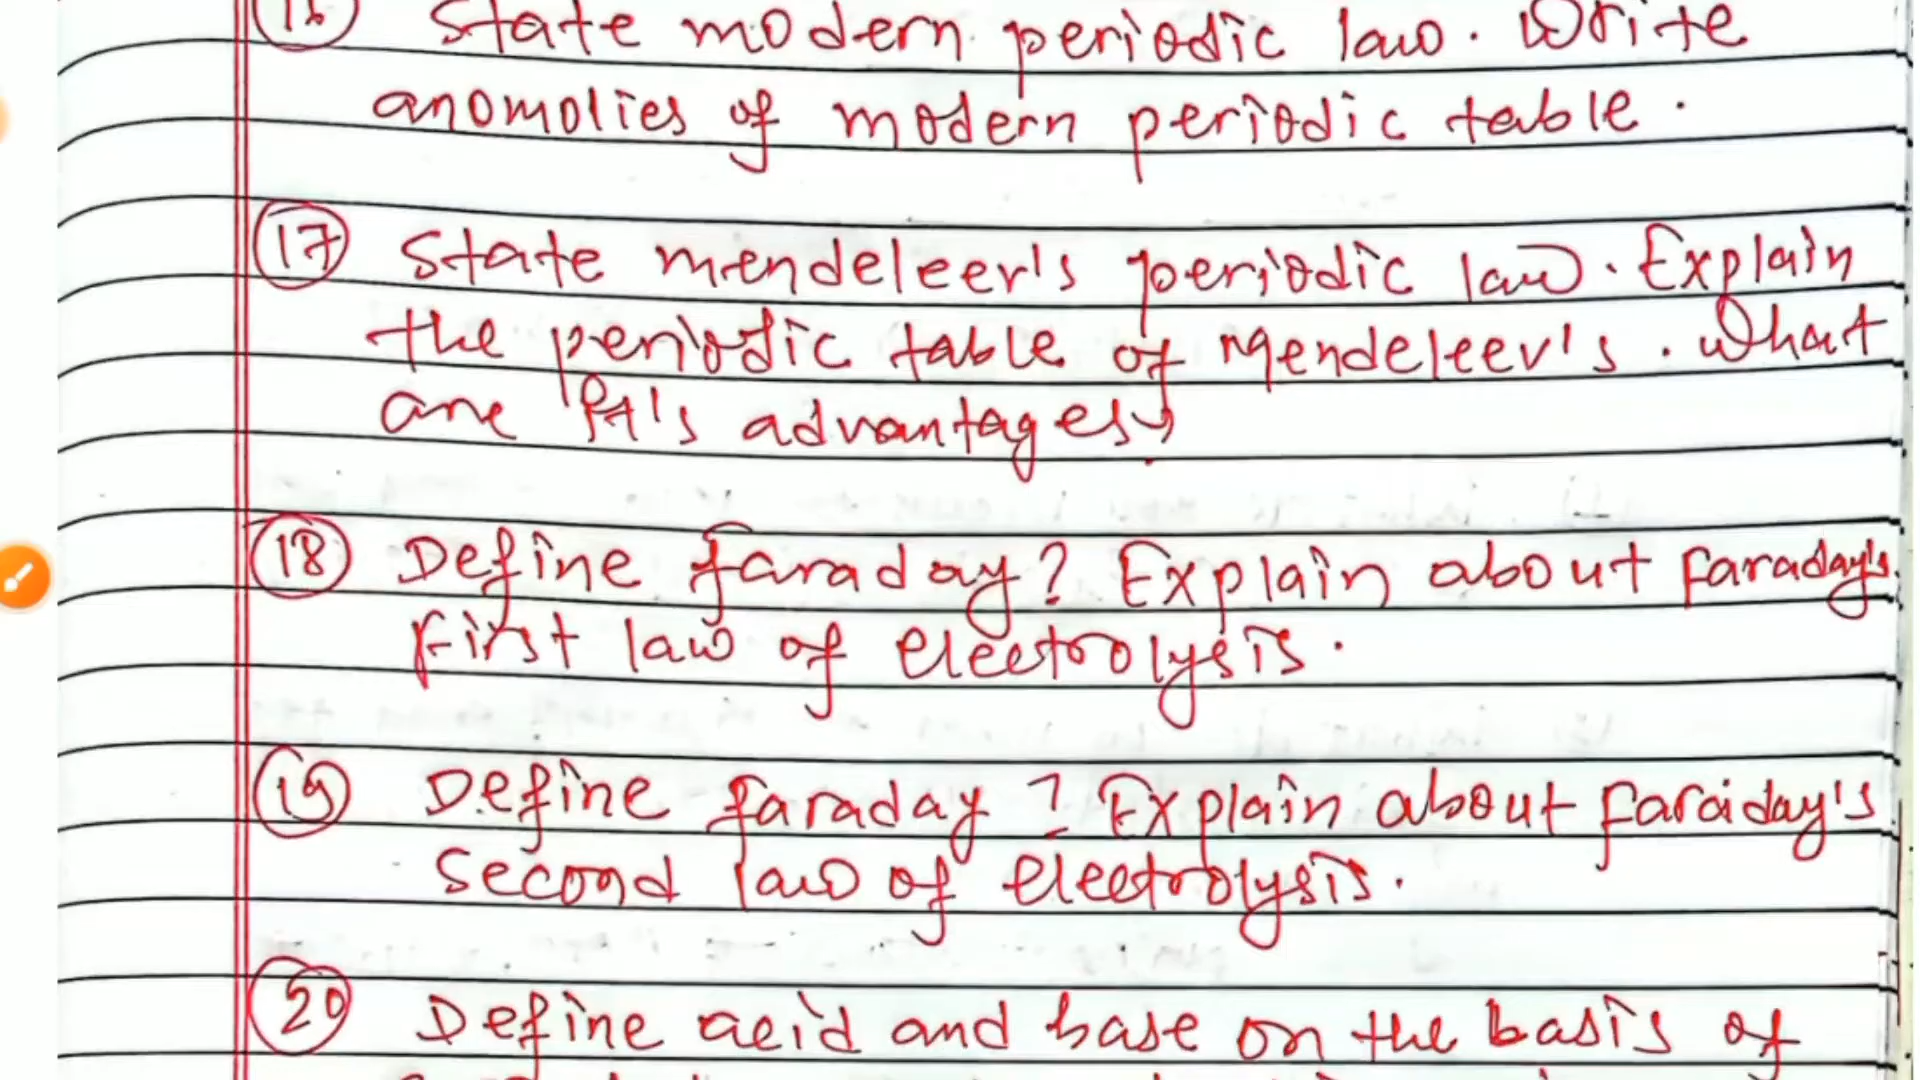 State modern periodic law. Write
anomolies of modern periodic table.
17 State mendeleer's periodic law. Explain
the periodic table of Mendeleev's. What
are it's advantages?
18 Define faraday? Explain about Faraday's
First law of electrolysis.
19 Define faraday? Explain about Faraday's
second law of electrolysis.
20 Define acid and base on the basis of